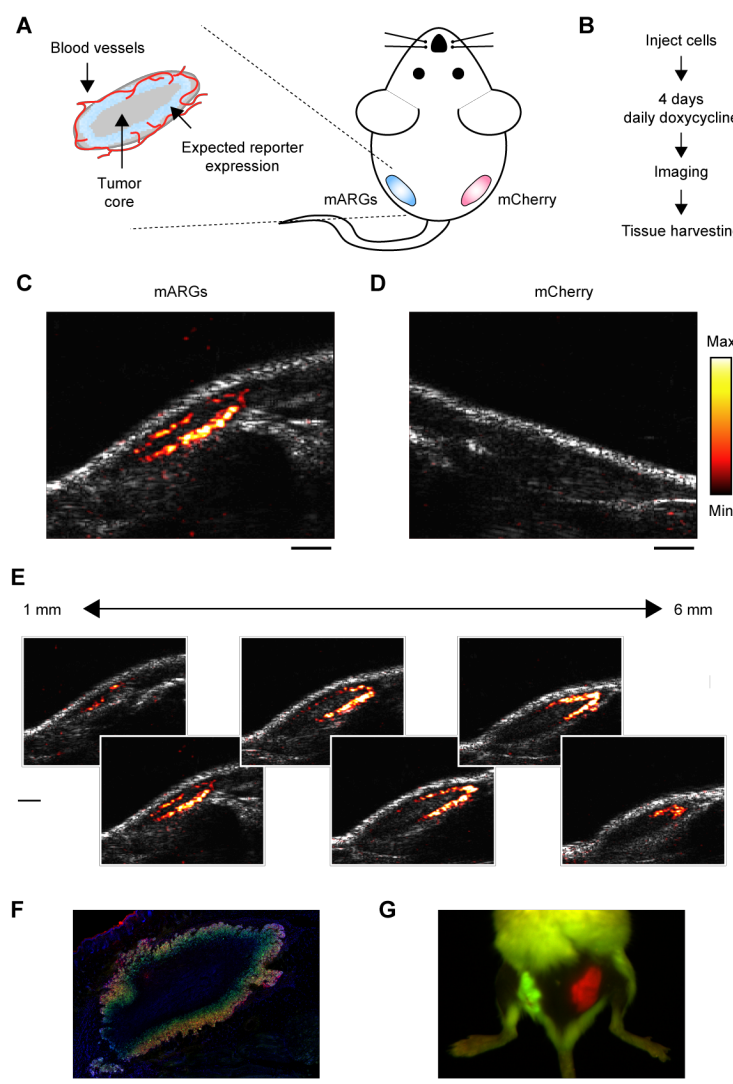 A
B
Blood vessels
Expected reporter
expression
Tumor
core
mARGs
mCherry
Inject cells
4 days
daily doxycycline
Imaging
Tissue harvesting
C
mARGs
D
mCherry
Max
Min
E
1 mm
6 mm
F
G